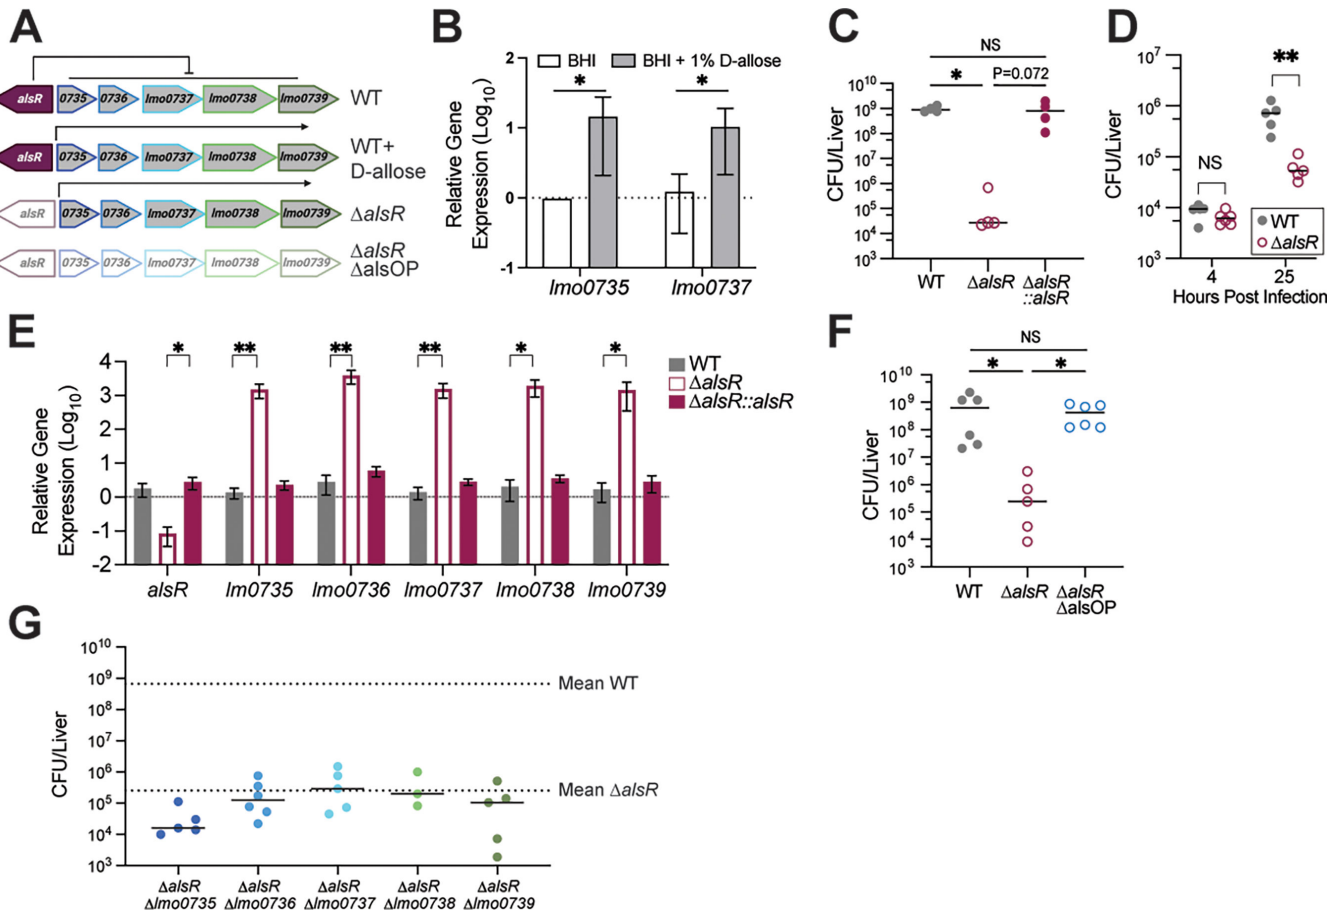 A
alsR 0735 0736 lmo0737 lmo0738 lmo0739 WT
alsR 0735 0736 lmo0737 lmo0738 lmo0739 WT+
D-allose
alsR 0735 0736 lmo0737 lmo0738 lmo0739 ΔalsR
alsR 0735 0736 lmo0737 lmo0738 lmo0739 ΔalsR
ΔalsOP
B
Relative Gene
Expression (Log10)
2
1
0
-1
BHI BHI + 1% D-allose
* *
lmo0735 lmo0737
C
CFU/Liver
NS
* P=0.072
10^10
10^9
10^8
10^7
10^6
10^5
10^4
10^3
WT ΔalsR ΔalsR
::alsR
D
CFU/Liver
10^7
10^6
10^5
10^4
10^3
NS **
WT
ΔalsR
4 25
Hours Post Infection
E
Relative Gene
Expression (Log10)
4
3
2
1
0
-1
-2
* ** ** ** * *
WT
ΔalsR
ΔalsR::alsR
alsR lm0735 lmo0736 lmo0737 lmo0738 lmo0739
F
CFU/Liver
NS
* *
10^10
10^9
10^8
10^7
10^6
10^5
10^4
10^3
WT ΔalsR ΔalsR
ΔalsOP
G
CFU/Liver
10^10
10^9
10^8
10^7
10^6
10^5
10^4
10^3
Mean WT
Mean ΔalsR
ΔalsR ΔalsR ΔalsR ΔalsR ΔalsR
Δlmo0735 Δlmo0736 Δlmo0737 Δlmo0738 Δlmo0739